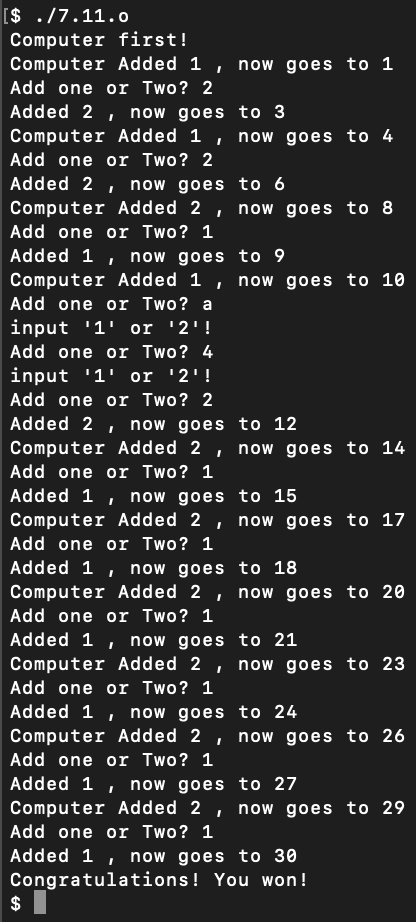 [$ ./7.11.o
Computer first!
Computer Added 1 , now goes to 1
Add one or Two? 2
Added 2 , now goes to 3
Computer Added 1 , now goes to 4
Add one or Two? 2
Added 2 , now goes to 6
Computer Added 2 , now goes to 8
Add one or Two? 1
Added 1 , now goes to 9
Computer Added 1 , now goes to 10
Add one or Two? a
input '1' or '2'!
Add one or Two? 4
input '1' or '2'!
Add one or Two? 2
Added 2 , now goes to 12
Computer Added 2 , now goes to 14
Add one or Two? 1
Added 1 , now goes to 15
Computer Added 2 , now goes to 17
Add one or Two? 1
Added 1 , now goes to 18
Computer Added 2 , now goes to 20
Add one or Two? 1
Added 1 , now goes to 21
Computer Added 2 , now goes to 23
Add one or Two? 1
Added 1 , now goes to 24
Computer Added 2 , now goes to 26
Add one or Two? 1
Added 1 , now goes to 27
Computer Added 2 , now goes to 29
Add one or Two? 1
Added 1 , now goes to 30
Congratulations! You won!
$